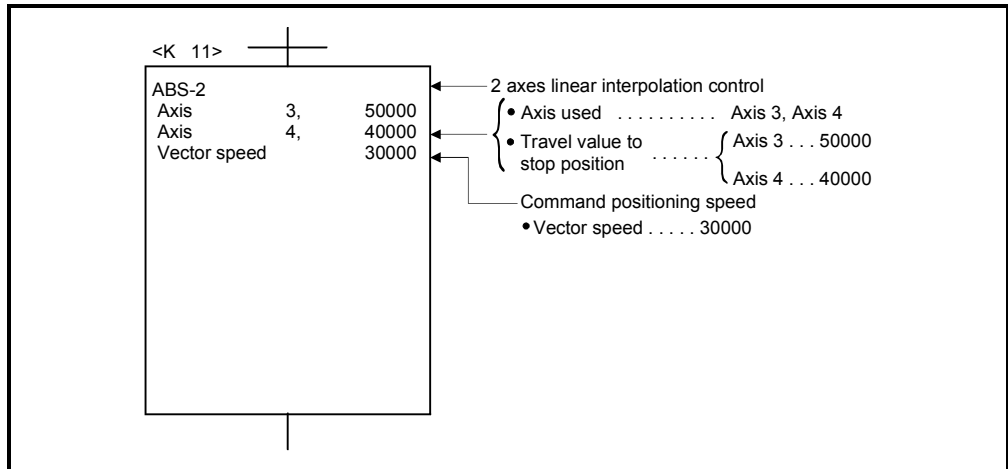 <K 11>
ABS-2
Axis 3, 50000
Axis 4, 40000
Vector speed 30000
2 axes linear interpolation control
• Axis used . . . . . . . . . . Axis 3, Axis 4
• Travel value to
stop position . . . . . .
Axis 3 . . . 50000
Axis 4 . . . 40000
Command positioning speed
• Vector speed . . . . . 30000